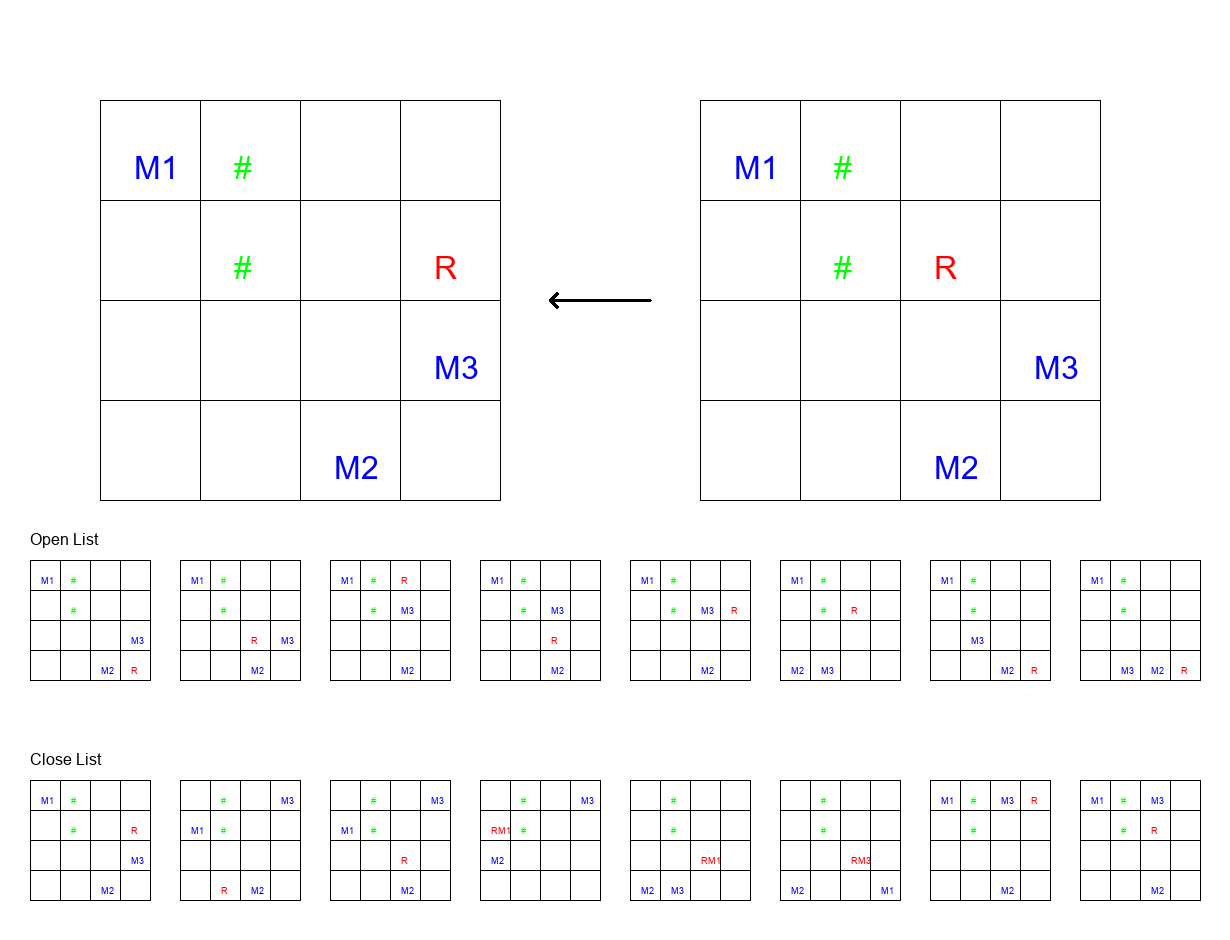 M1 # M1 #
# R # R
M3 M3
M2 M2
Open List
M1 # M1 # M1 # R M1 # M1 # M1 # M1 # M1 #
# # # M3 # M3 # M3 R # R # #
M3 R M3 R M3
M2 R M2 M2 M2 M2 M2 M3 M2 R M3 M2 R
Close List
M1 # # M3 # M3 # M3 # # M1 # M3 R M1 # M3
# R M1 # M1 # RM1 # # # # # R
M3 R M2 RM1 RM3
M2 R M2 M2 M2 M3 M2 M1 M2 M2